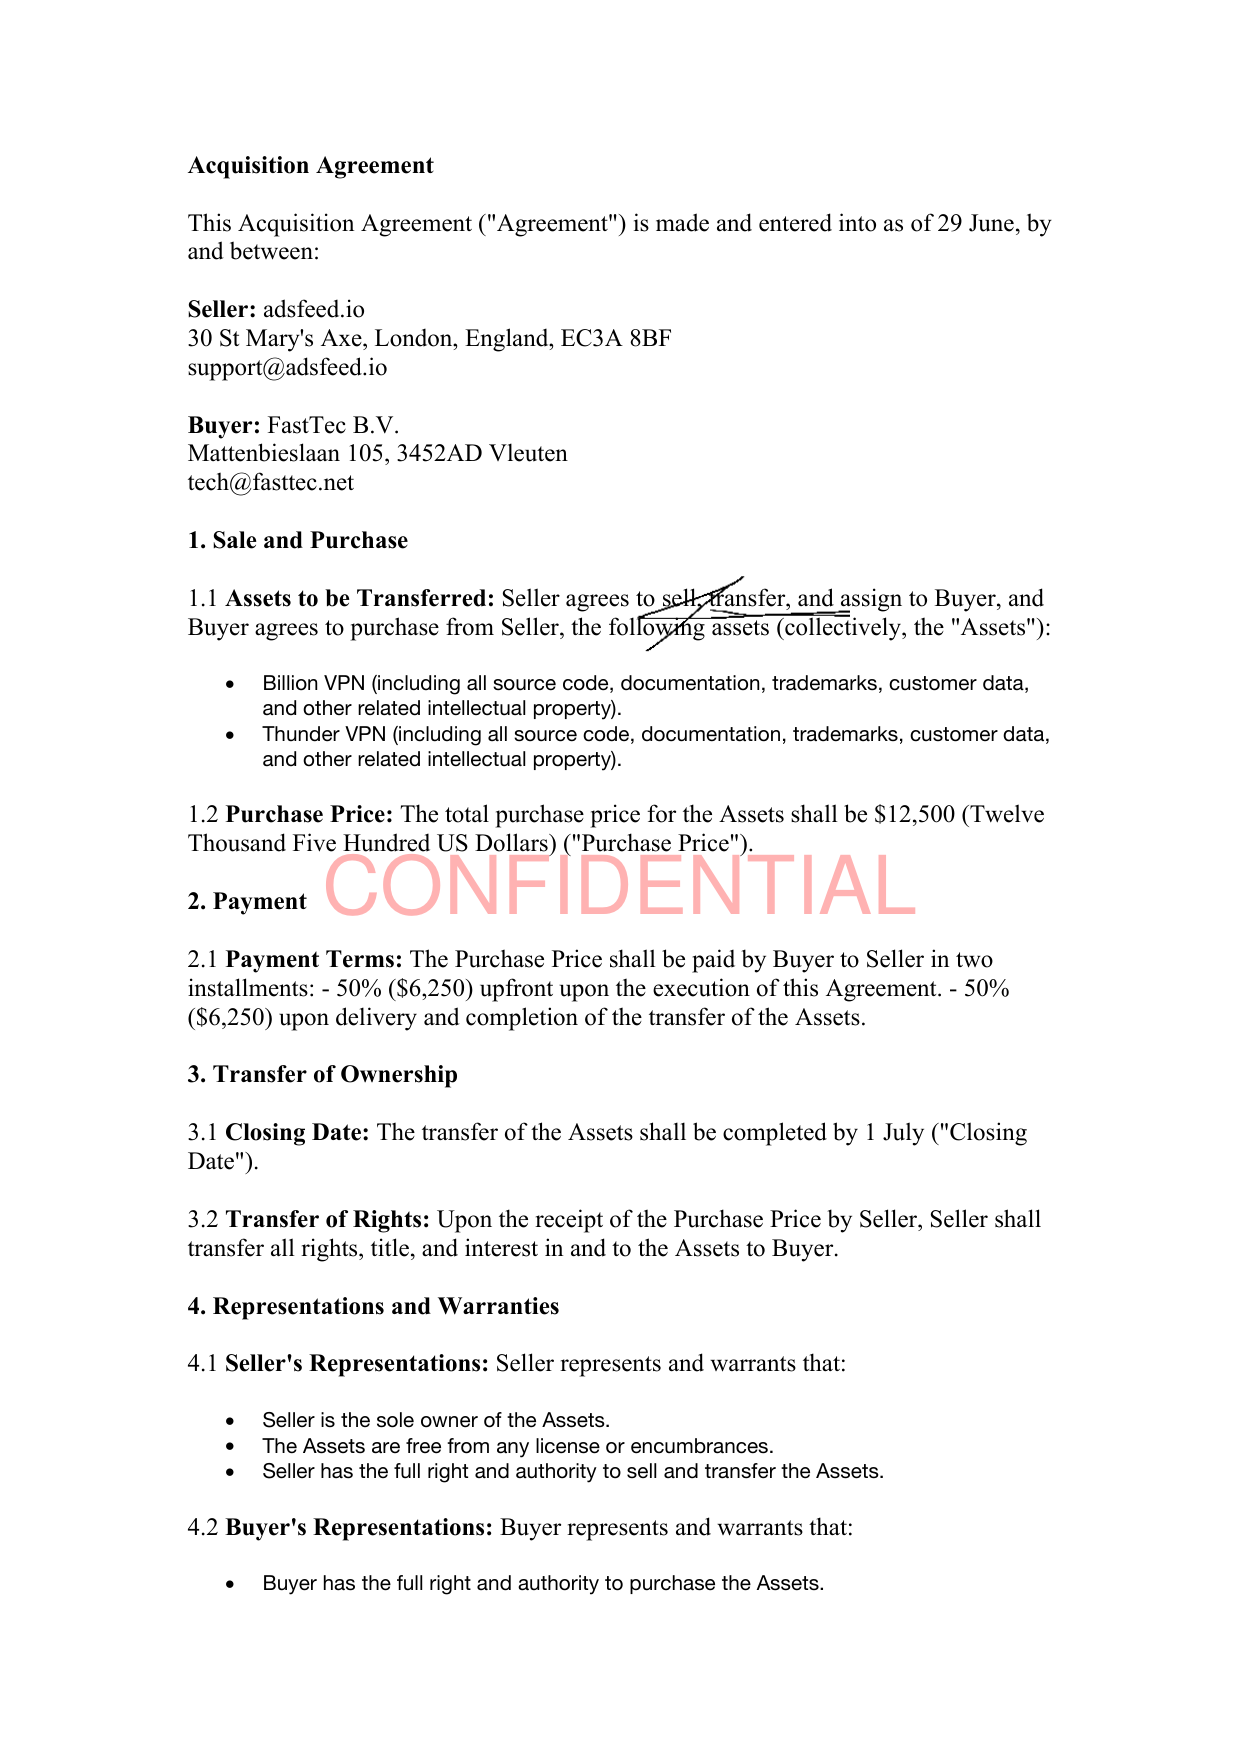 Acquisition Agreement
This Acquisition Agreement ("Agreement") is made and entered into as of 29 June, by
and between:
Seller: adsfeed.io
30 St Mary's Axe, London, England, EC3A 8BF
support@adsfeed.io
Buyer: FastTec B.V.
Mattenbieslaan 105, 3452AD Vleuten
tech@fasttec.net
1. Sale and Purchase
1.1 Assets to be Transferred: Seller agrees to sell, transfer, and assign to Buyer, and
Buyer agrees to purchase from Seller, the following assets (collectively, the "Assets"):
• Billion VPN (including all source code, documentation, trademarks, customer data,
and other related intellectual property).
• Thunder VPN (including all source code, documentation, trademarks, customer data,
and other related intellectual property).
1.2 Purchase Price: The total purchase price for the Assets shall be $12,500 (Twelve
Thousand Five Hundred US Dollars) ("Purchase Price").
CONFIDENTIAL
2. Payment
2.1 Payment Terms: The Purchase Price shall be paid by Buyer to Seller in two
installments: - 50% ($6,250) upfront upon the execution of this Agreement. - 50%
($6,250) upon delivery and completion of the transfer of the Assets.
3. Transfer of Ownership
3.1 Closing Date: The transfer of the Assets shall be completed by 1 July ("Closing
Date").
3.2 Transfer of Rights: Upon the receipt of the Purchase Price by Seller, Seller shall
transfer all rights, title, and interest in and to the Assets to Buyer.
4. Representations and Warranties
4.1 Seller's Representations: Seller represents and warrants that:
• Seller is the sole owner of the Assets.
• The Assets are free from any license or encumbrances.
• Seller has the full right and authority to sell and transfer the Assets.
4.2 Buyer's Representations: Buyer represents and warrants that:
• Buyer has the full right and authority to purchase the Assets.